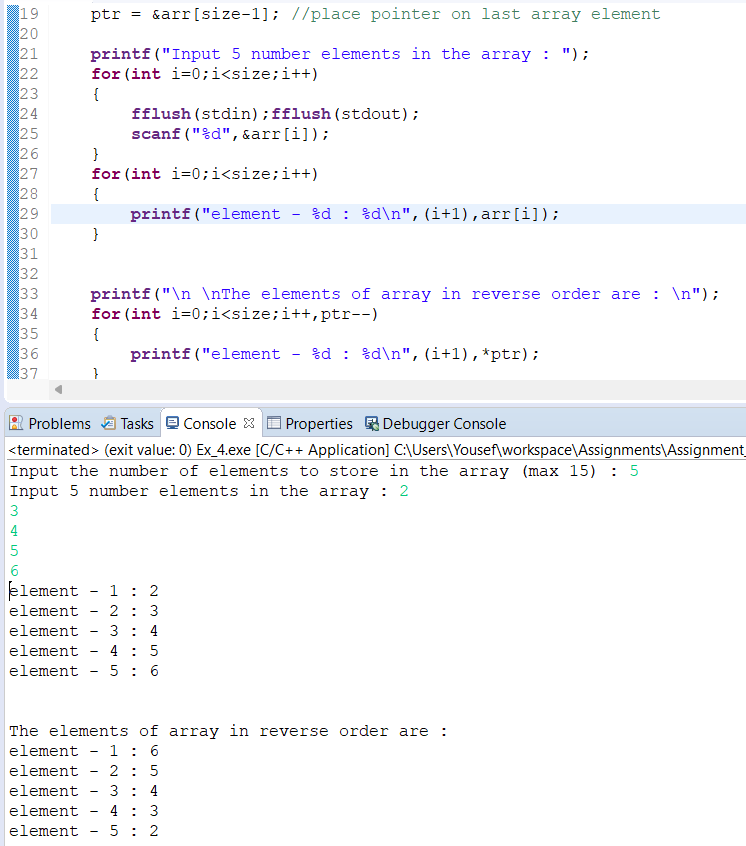 19 ptr = &arr[size-1]; //place pointer on last array element
20
21 printf("Input 5 number elements in the array : ");
22 for(int i=0;i<size;i++)
23 {
24 fflush(stdin);fflush(stdout);
25 scanf("%d",&arr[i]);
26 }
27 for(int i=0;i<size;i++)
28 {
29 printf("element - %d : %d\n",(i+1),arr[i]);
30 }
31
32
33 printf("\n \nThe elements of array in reverse order are : \n");
34 for(int i=0;i<size;i++,ptr--)
35 {
36 printf("element - %d : %d\n",(i+1),*ptr);
37 }
Problems Tasks Console Properties Debugger Console
<terminated> (exit value: 0) Ex_4.exe [C/C++ Application] C:\Users\Yousef\workspace\Assignments\Assignment_
Input the number of elements to store in the array (max 15) : 5
Input 5 number elements in the array : 2
3
4
5
6
element - 1 : 2
element - 2 : 3
element - 3 : 4
element - 4 : 5
element - 5 : 6
The elements of array in reverse order are :
element - 1 : 6
element - 2 : 5
element - 3 : 4
element - 4 : 3
element - 5 : 2